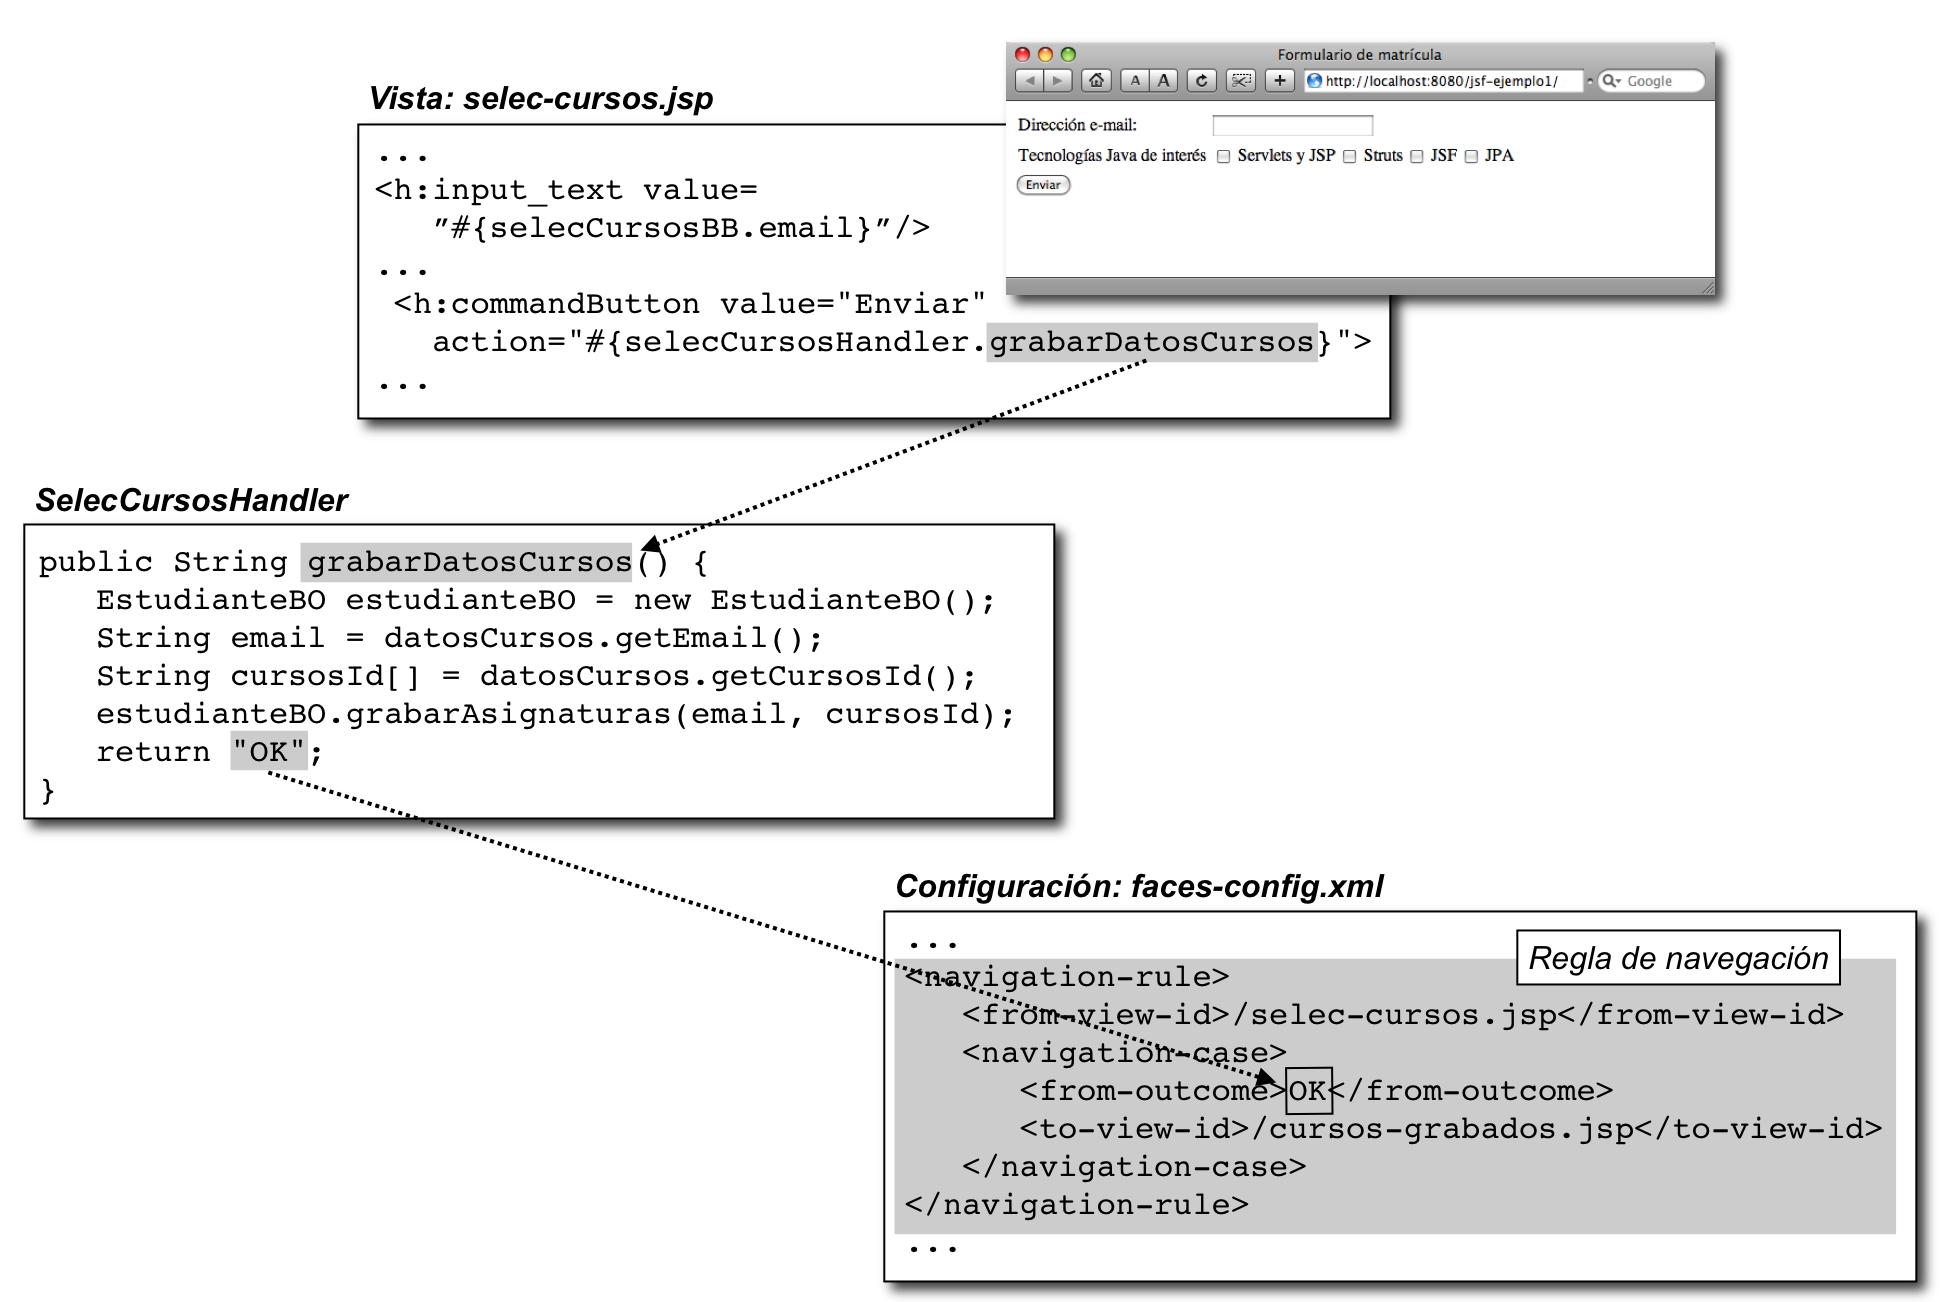 Formulario de matrícula
A A + http://localhost:8080/jsf-ejemplo1/ Google
Dirección e-mail:
Tecnologías Java de interés Servlets y JSP Struts JSF JPA
Enviar
Vista: selec-cursos.jsp
...
<h:input_text value=
”#{selecCursosBB.email}”/>
...
<h:commandButton value="Enviar"
action="#{selecCursosHandler.grabarDatosCursos}">
...
SelecCursosHandler
public String grabarDatosCursos() {
EstudianteBO estudianteBO = new EstudianteBO();
String email = datosCursos.getEmail();
String cursosId[] = datosCursos.getCursosId();
estudianteBO.grabarAsignaturas(email, cursosId);
return "OK";
}
Configuración: faces-config.xml
...
Regla de navegación
<navigation-rule>
<from-view-id>/selec-cursos.jsp</from-view-id>
<navigation-case>
<from-outcome>OK</from-outcome>
<to-view-id>/cursos-grabados.jsp</to-view-id>
</navigation-case>
</navigation-rule>
...